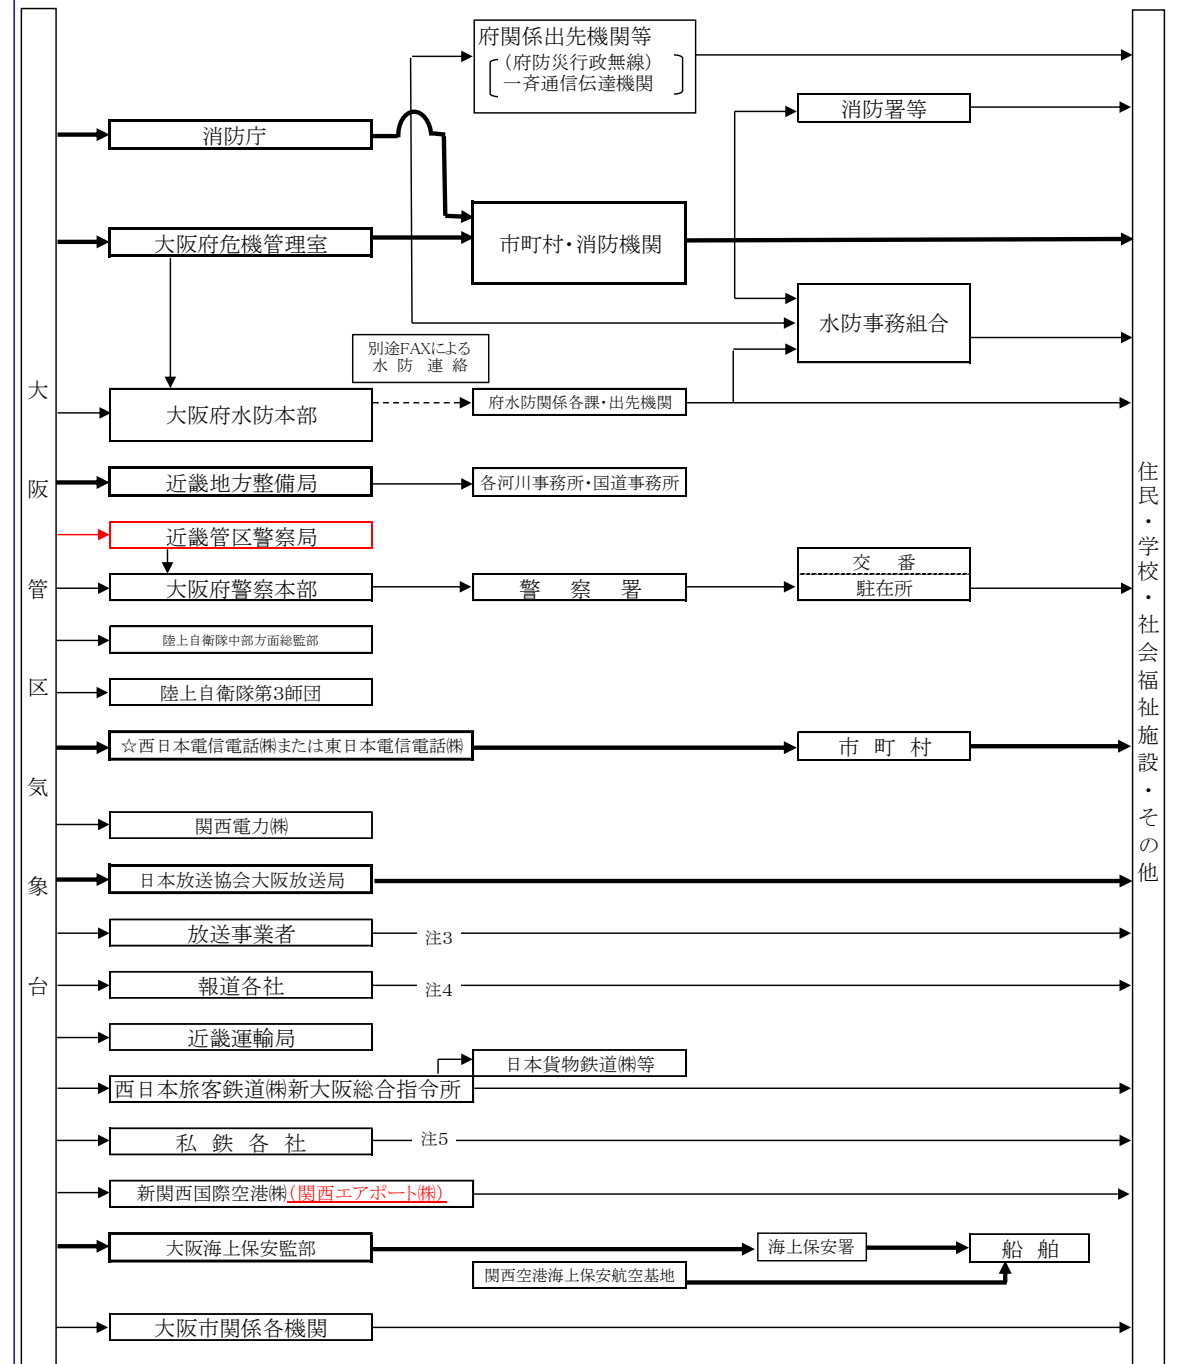 大阪管区気象台
府関係出先機関等
(府防災行政無線)
一斉通信伝達機関
消防署等
消防庁
大阪府危機管理室
市町村・消防機関
水防事務組合
別途FAXによる
水 防 連 絡
大阪府水防本部
府水防関係各課・出先機関
近畿地方整備局
各河川事務所・国道事務所
近畿管区警察局
大阪府警察本部
警 察 署
交 番
駐在所
陸上自衛隊中部方面総監部
陸上自衛隊第3師団
☆西日本電信電話㈱または東日本電信電話㈱
市 町 村
関西電力㈱
日本放送協会大阪放送局
放送事業者
注3
報道各社
注4
近畿運輸局
日本貨物鉄道㈱等
西日本旅客鉄道㈱新大阪総合指令所
私 鉄 各 社
注5
新関西国際空港㈱(関西エアポート㈱)
大阪海上保安監部
海上保安署
船 舶
関西空港海上保安航空基地
大阪市関係各機関
住民・学校・社会福祉施設・その他